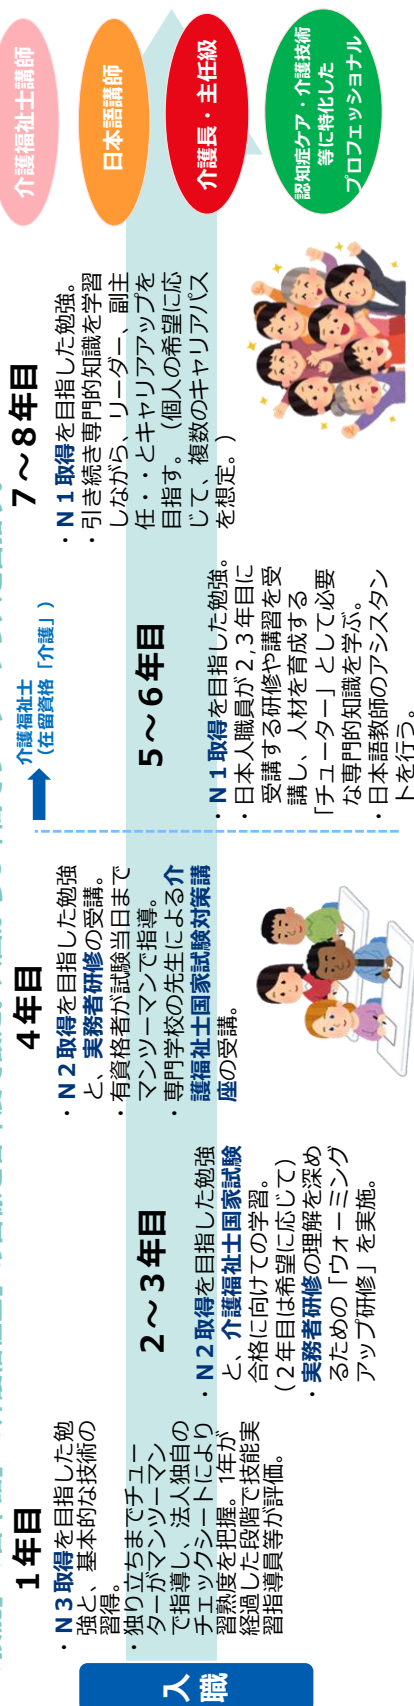 入職
1年目
・N3取得を目指した勉
強と、基本的な技術の
習得。
・独り立ちまでチュー
ターがマンツーマン
で指導し、法人独自の
チェックシートにより
習熟度を把握。1年が
経過した段階で技能実
習指導員等が評価。
2～3年目
・N2取得を目指した勉強
と、介護福祉士国家試験
合格に向けての学習。
（2年目は希望に応じて）
・実務者研修の理解を深め
るための「ウォーミング
アップ研修」を実施。
4年目
・N2取得を目指した勉強
と、実務者研修の受講。
・有資格者が試験当日まで
マンツーマンで指導。
・専門学校の先生による介
護福祉士国家試験対策講
座の受講。
介護福祉士
（在留資格「介護」）
5～6年目
・N1取得を目指した勉強。
・日本人職員が2,3年目に
受講する研修や講習を受
講し、人材を育成する
「チューター」として必要
な専門的知識を学ぶ。
・日本語教師のアシスタン
トを行う。
7～8年目
・N1取得を目指した勉強。
・引き続き専門的知識を学習
しながら、リーダー、副主
任・・とキャリアアップを
目指す。（個人の希望に応
じて、複数のキャリアパス
を想定。）
介護福祉士講師
日本語講師
介護長・主任級
認知症ケア・介護技術
等に特化した
プロフェッショナル